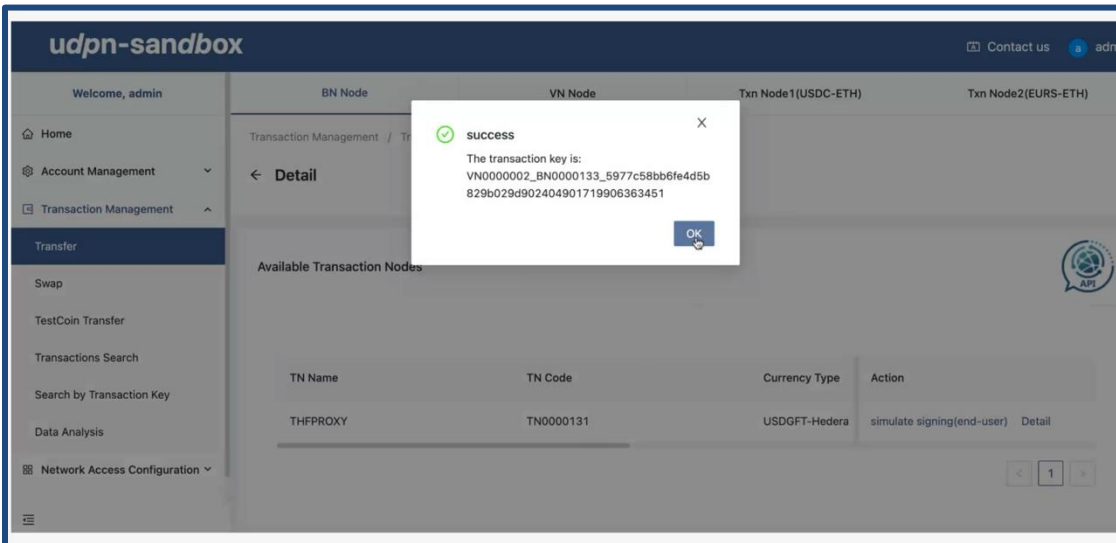 udpn-sandbox
Contact us
a
adm
Welcome, admin
BN Node
VN Node
Txn Node1(USDC-ETH)
Txn Node2(EURS-ETH)
Home
Account Management
Transaction Management
Transfer
Swap
TestCoin Transfer
Transactions Search
Search by Transaction Key
Data Analysis
Network Access Configuration
Transaction Management / Tr
← Detail
success
The transaction key is:
VN0000002_BN0000133_5977c58bb6fe4d5b
829b029d902404901719906363451
OK
Available Transaction Nodes
API
TN Name
TN Code
Currency Type
Action
THFPROXY
TN0000131
USDGFT-Hedera
simulate signing(end-user)
Detail
< 1 >